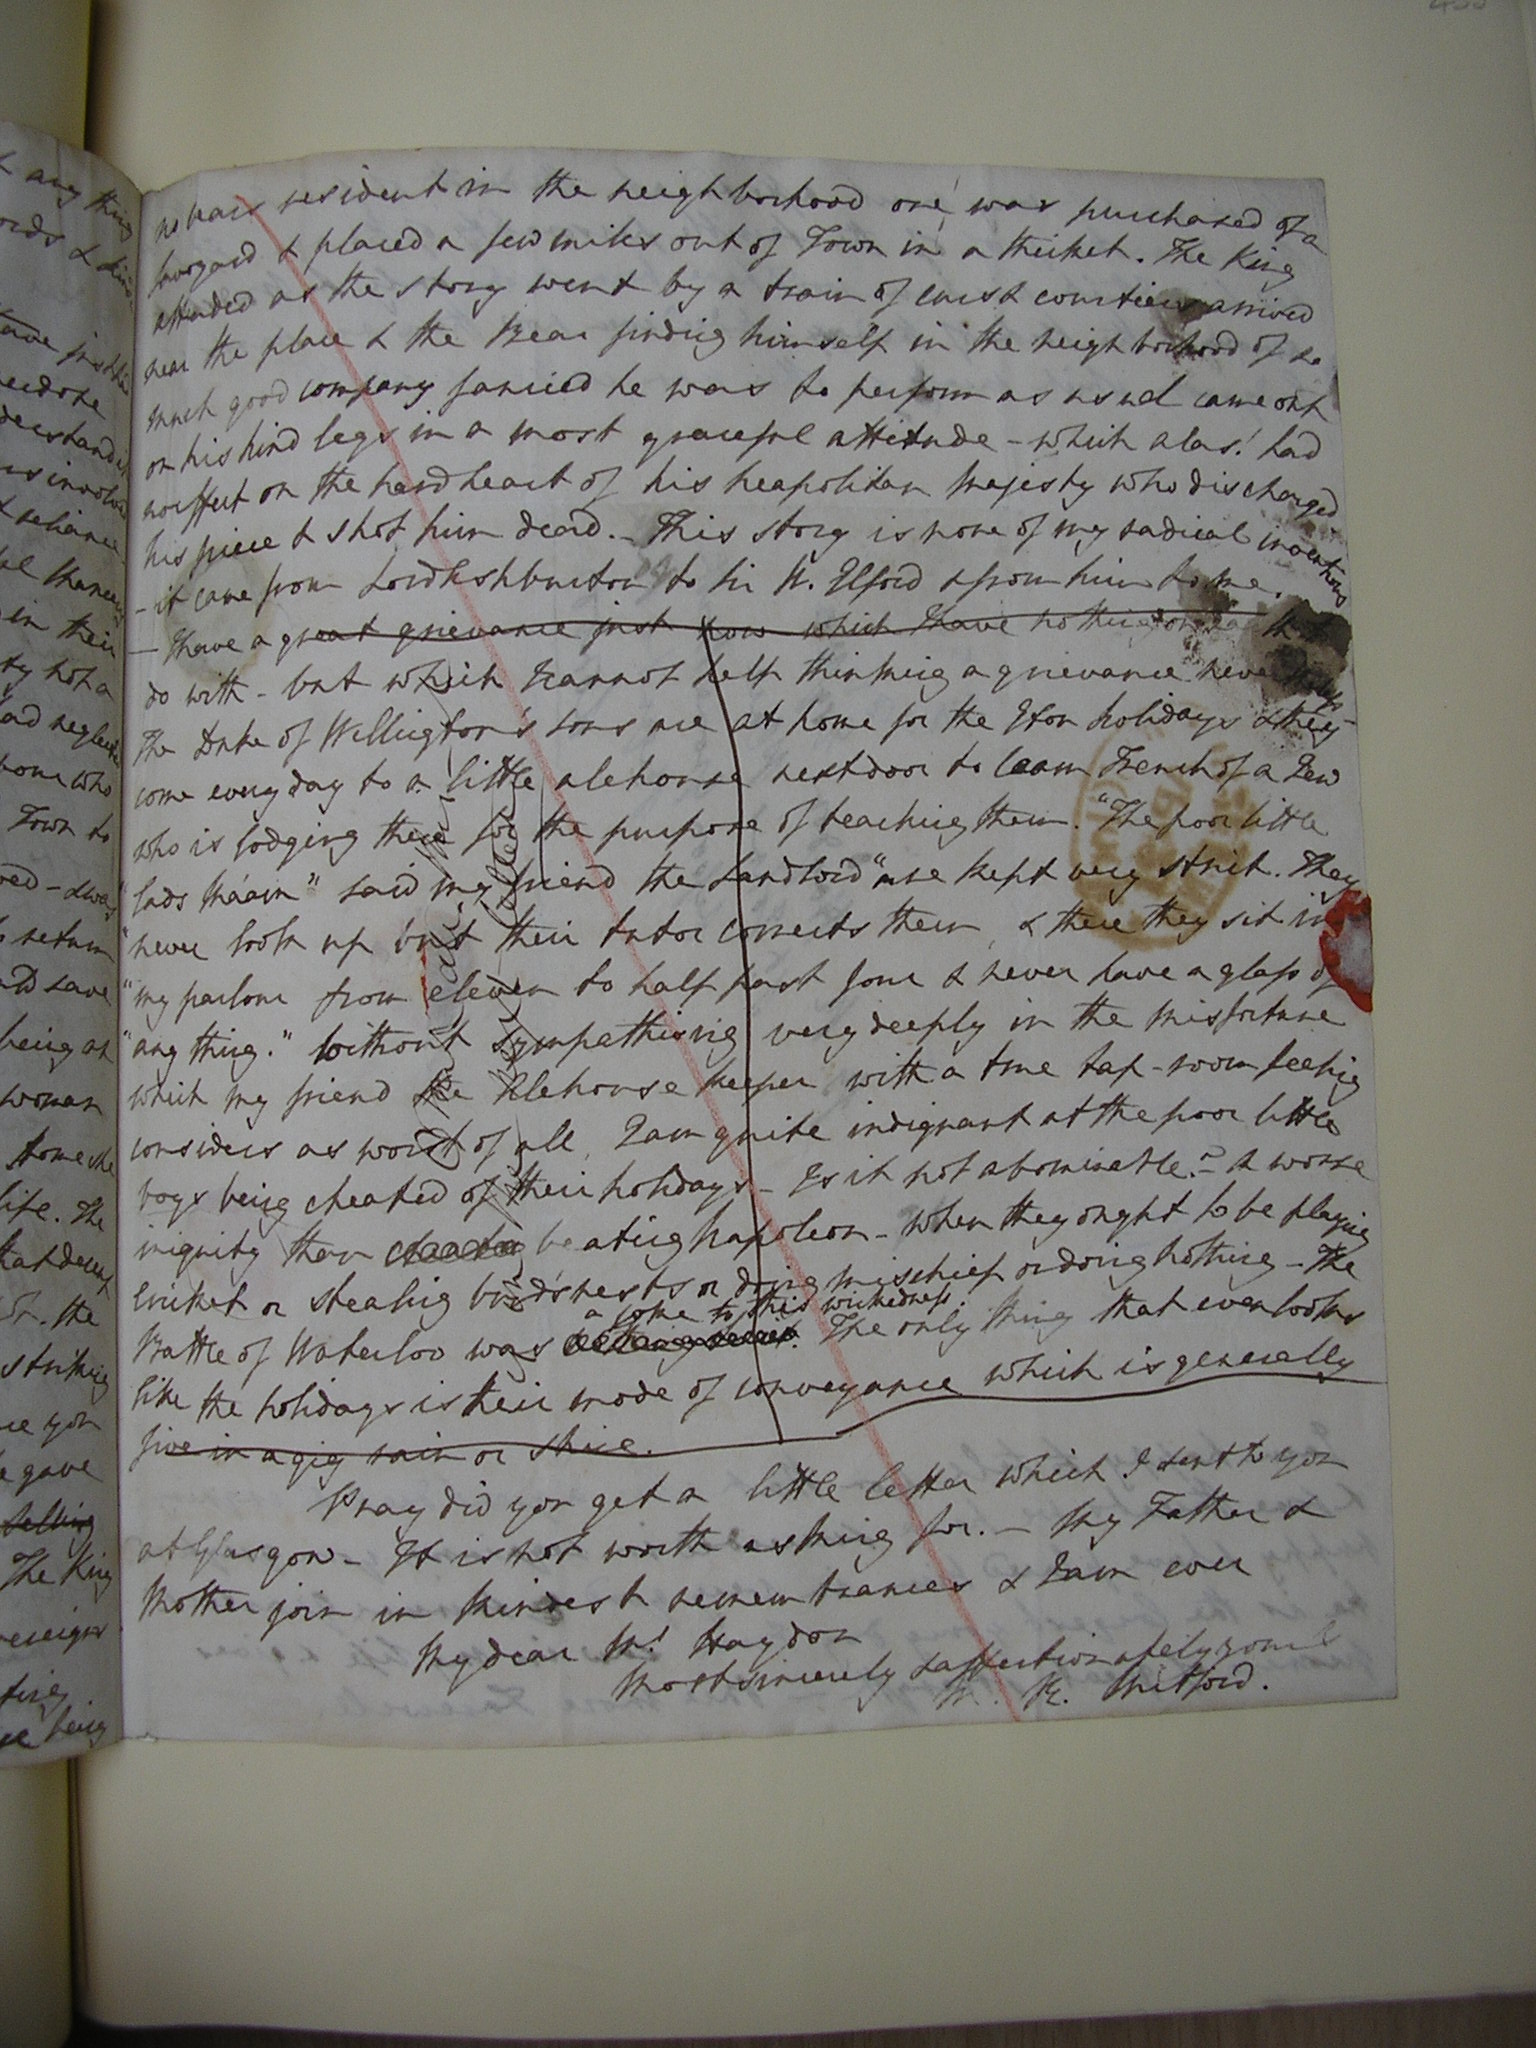 no bears resident in the neighborhood one was purchased of a
savoyard & placed a few miles out of Town in a thicket. The King
attended as the story went by a train of courtiers arrived
near the place & the Bear finding himself in the neighborhood of so
much good company fancied he was to perform as usual came out
on his hind legs in a most graceful attitude - which alas! had
no effect on the hard heart of his Neapolitan Majesty who discharged
his piece & shot him dead. - This story is none of my radical inventions
- it came from Lord Ashburton to Sir W. Elford & from him to me.
- I have a great grievance just now which I have nothing on
do with - but which I cannot help thinking a grievance nevertheless
The Duke of Wellington's sons are at home for the Eton holidays & they
come every day to a little alehouse next door to learn French of a Jew
who is lodging there for the purpose of teaching them. "The poor little
"lads Ma'am" said my friend the Landlord "are kept very strict. They
"never look up but their tutor corrects them, & there they sit in
"my parlour from eleven to half past four & never have a glass of
"any thing." Without sympathising very deeply in the misfortune
which my friend the Alehouse keeper with a true tap-room feeling
considers as worst of all, I am quite indignant at the poor little
boys being cheated of their holidays - Is it not abominable? - A worse
iniquity than beating Napoleon - when they ought to be playing
cricket or stealing bird's nests or doing mischief or doing nothing - The
Battle of Waterloo was a joke to this wickedness. The only thing that even looks
like the holidays is their mode of conveyance which is generally
five in a gig rain or shine.
Pray did you get a little letter which I sent to you
at Glasgow - It is not worth asking for. - My Father &
Mother join in kindest remembrances & I am ever
My dear Mr. Haydon
Most sincerely & affectionately yours
M. R. Mitford.